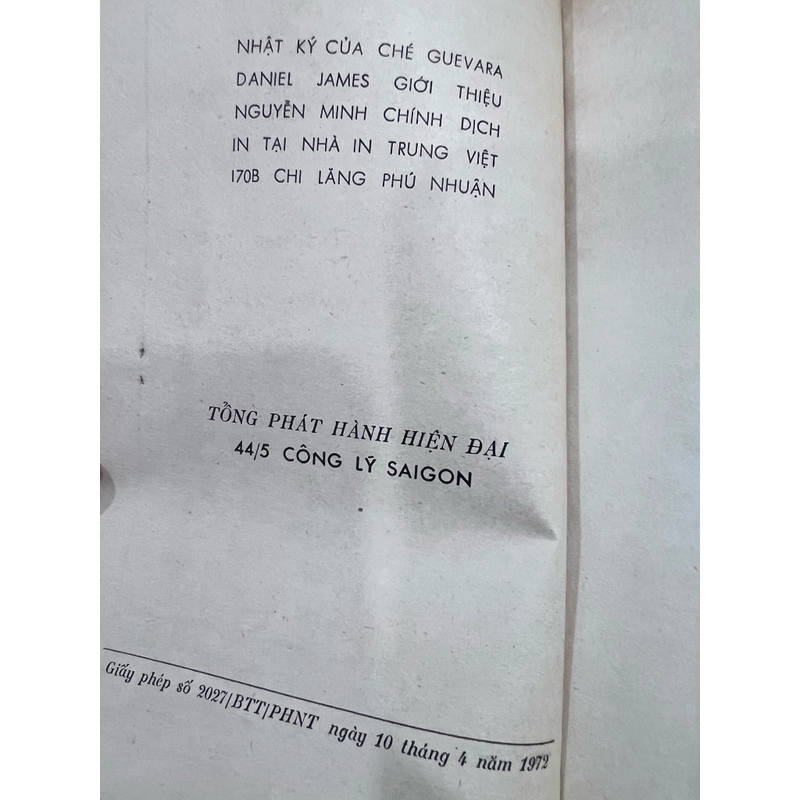 NHẬT KÝ CỦA CHÉ GUEVARA
DANIEL JAMES GIỚI THIỆU
NGUYỄN MINH CHÍNH DỊCH
IN TẠI NHÀ IN TRUNG VIỆT
170B CHI LĂNG PHÚ NHUẬN
TỔNG PHÁT HÀNH HIỆN ĐẠI
44/5 CÔNG LÝ SAIGON
Giấy phép số 2027/BTT/PHNT ngày 10 tháng 4 năm 1972